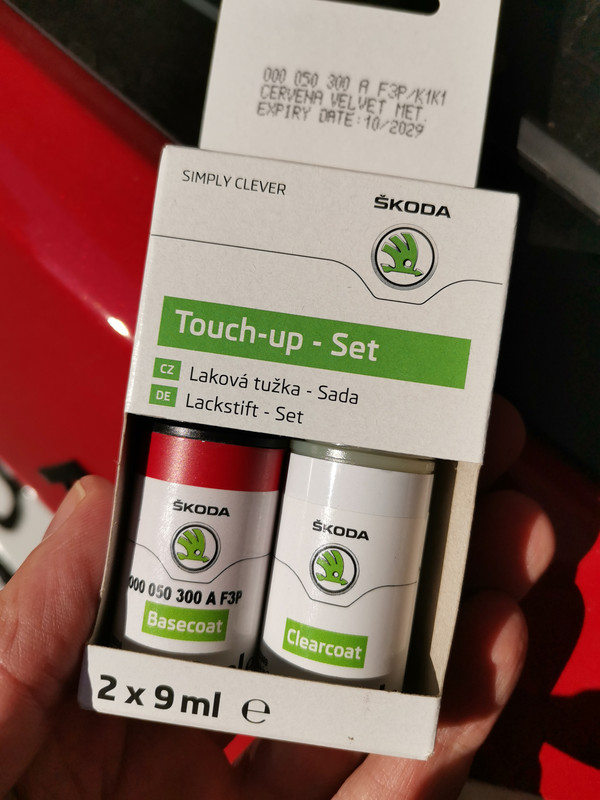 000 050 300 A F3P/K1K1
CERVENA VELVET MET.
EXPIRY DATE:10/2029
SIMPLY CLEVER
ŠKODA
Touch-up - Set
CZ Laková tužka - Sada
DE Lackstift - Set
ŠKODA
000 050 300 A F3P
Basecoat
ŠKODA
Clearcoat
2 x 9 ml ℮